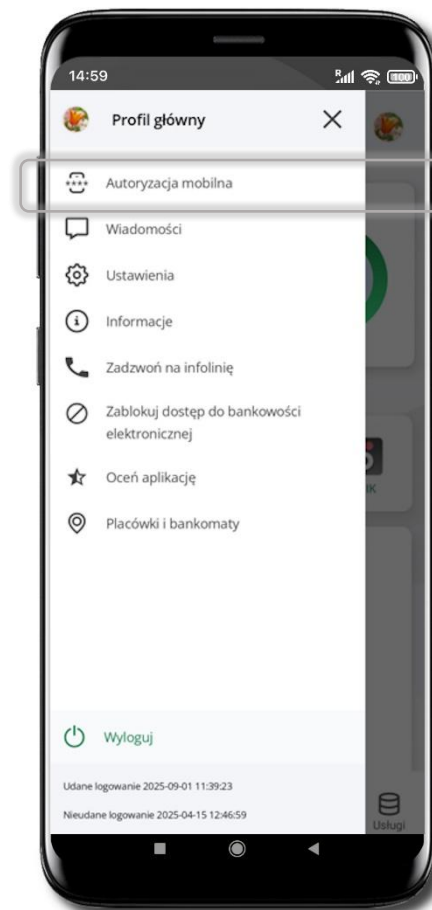 14:59
R
100
Profil główny
Autoryzacja mobilna
Wiadomości
Ustawienia
Informacje
Zadzwoń na infolinię
Zablokuj dostęp do bankowości
elektronicznej
Oceń aplikację
Placówki i bankomaty
IK
Wyloguj
Udane logowanie 2025-09-01 11:39:23
Nieudane logowanie 2025-04-15 12:46:59
Usługi